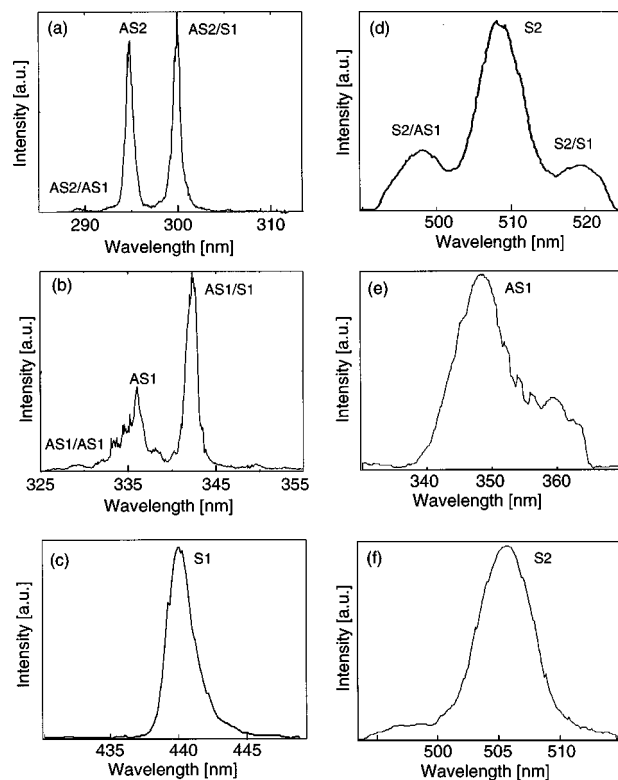 (a)
AS2
AS2/S1
AS2/AS1
Intensity [a.u.]
290
300
310
Wavelength [nm]
(b)
AS1/S1
AS1
AS1/AS1
Intensity [a.u.]
325
335
345
355
Wavelength [nm]
(c)
S1
Intensity [a.u.]
435
440
445
Wavelength [nm]
(d)
S2
S2/AS1
S2/S1
Intensity [a.u.]
500
510
520
Wavelength [nm]
(e)
AS1
Intensity [a.u.]
340
350
360
Wavelength [nm]
(f)
S2
Intensity [a.u.]
500
505
510
Wavelength [nm]